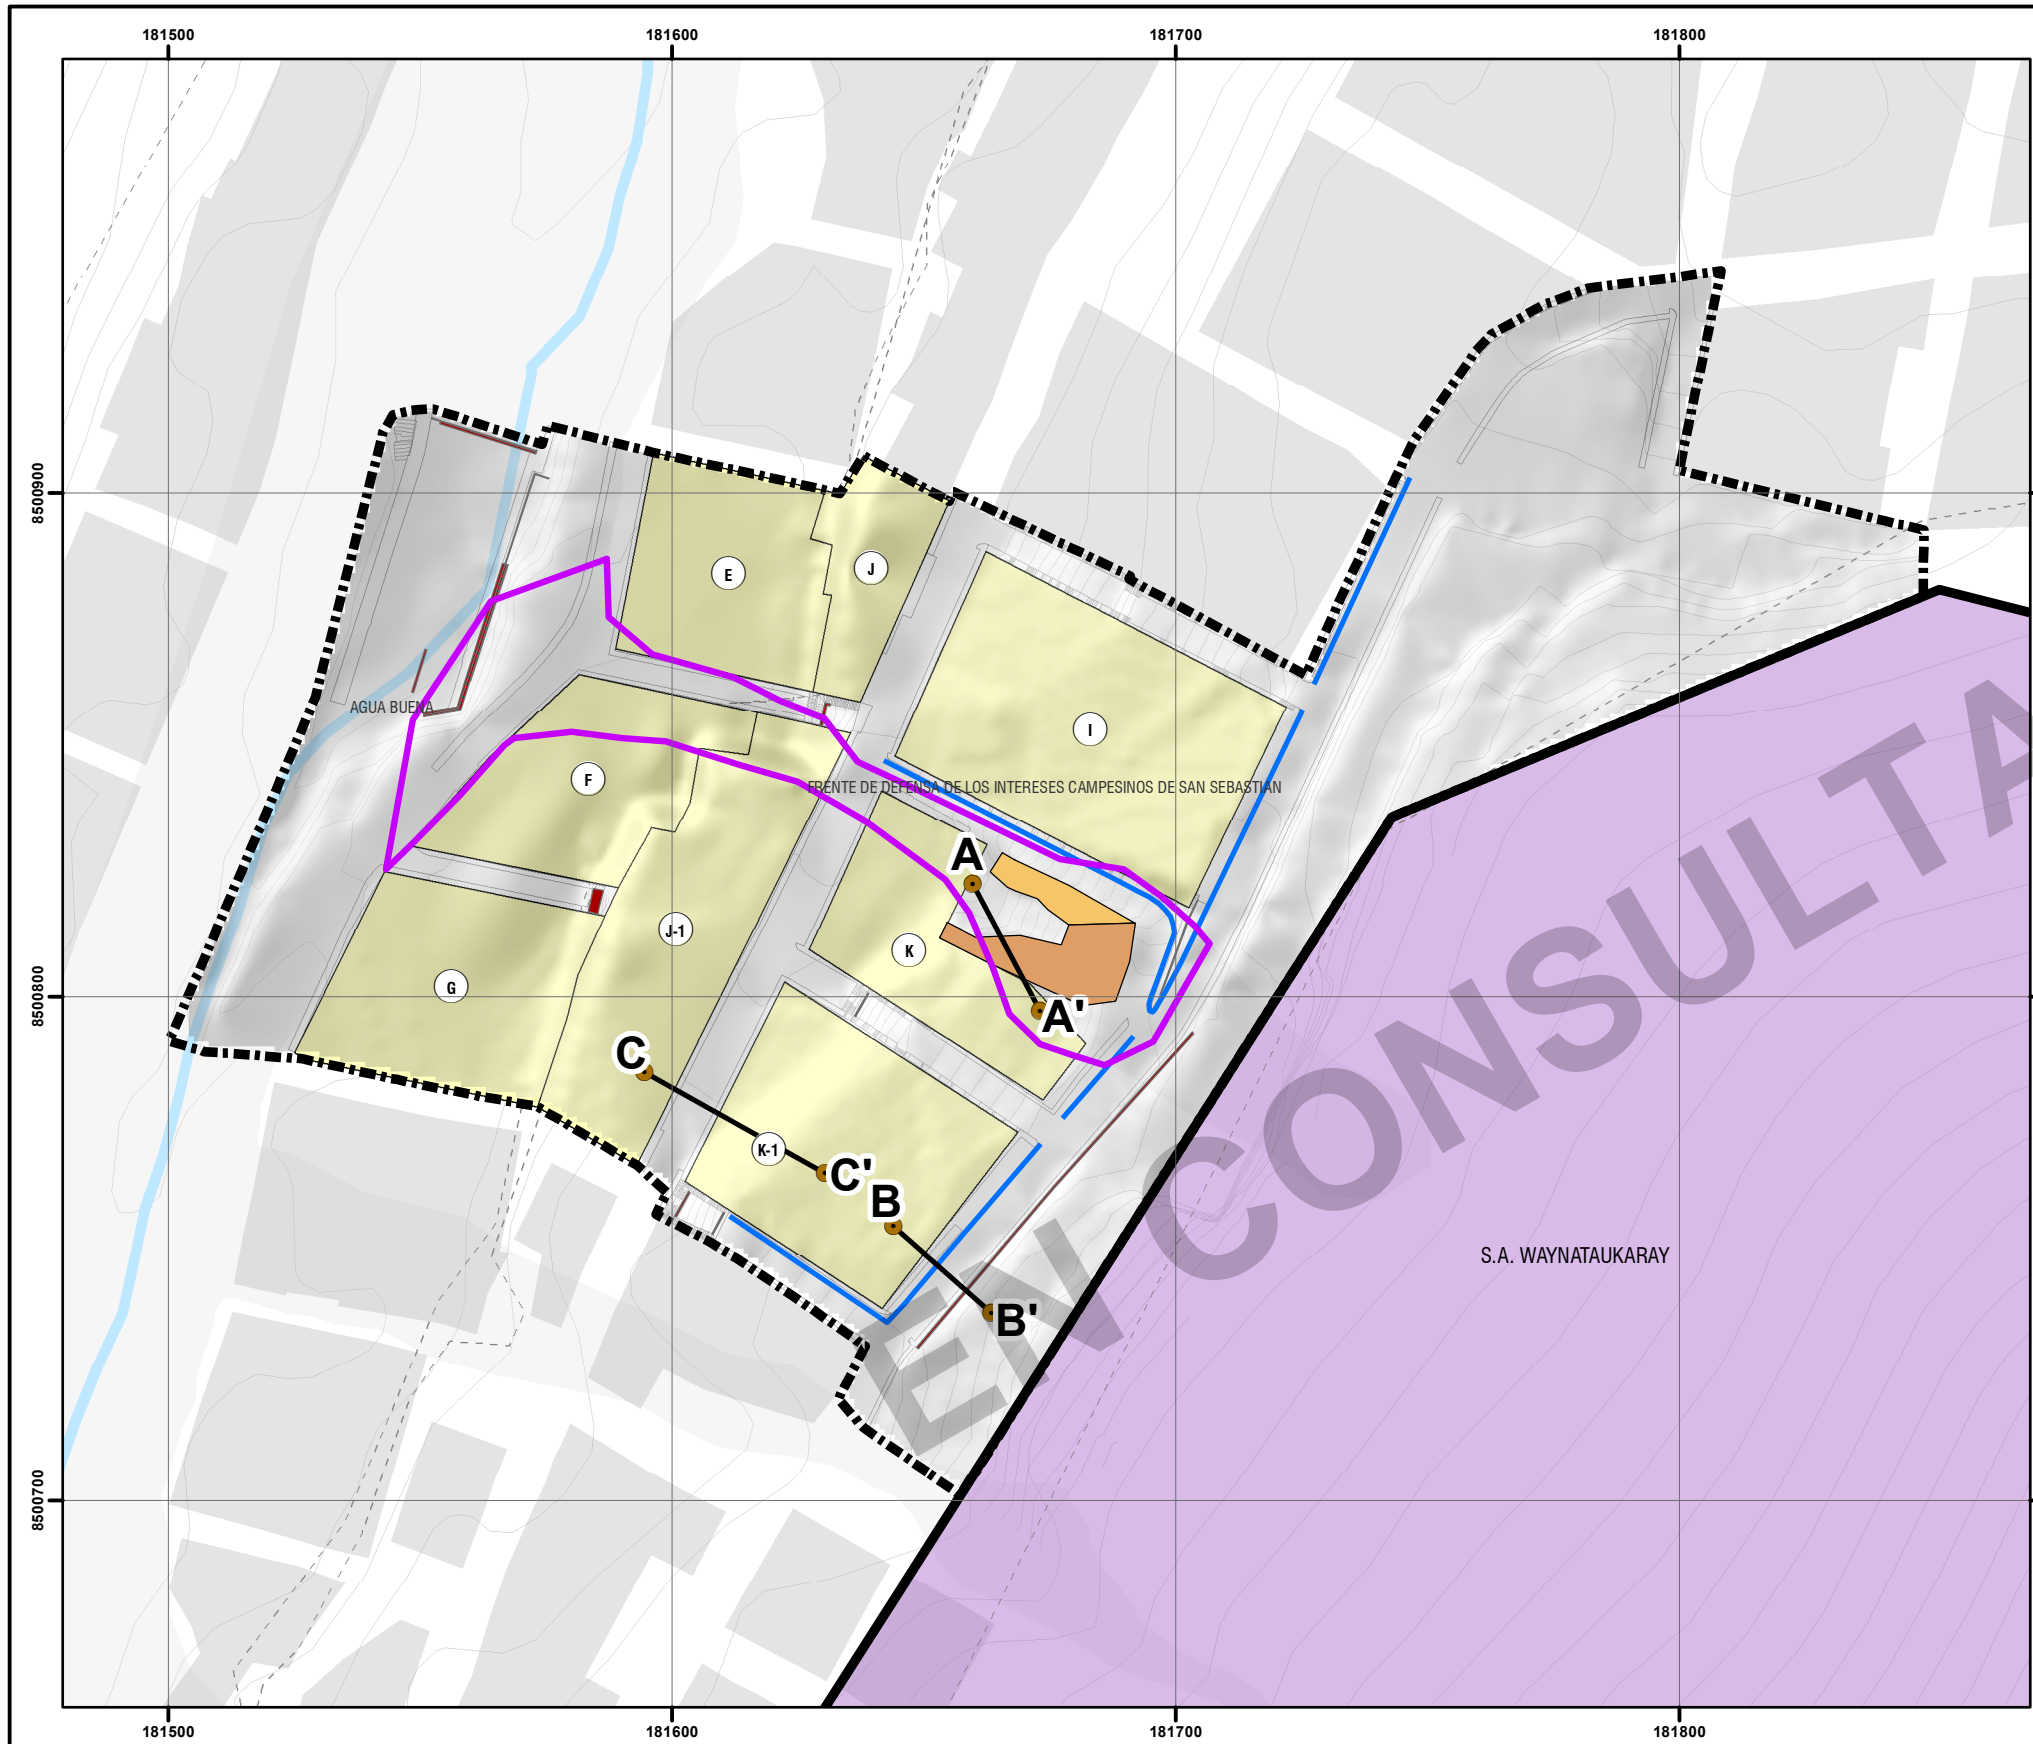 181500 181600 181700 181800
8500900
E
J
I
AGUA BUENA
F
FRENTE DE DEFENSA DE LOS INTERESES CAMPESINOS DE SAN SEBASTIAN
A
J-1
K
G
8500800
A'
C
K-1
C'
B
EN CONSULTA
S.A. WAYNATAUKARAY
B'
8500700
181500 181600 181700 181800